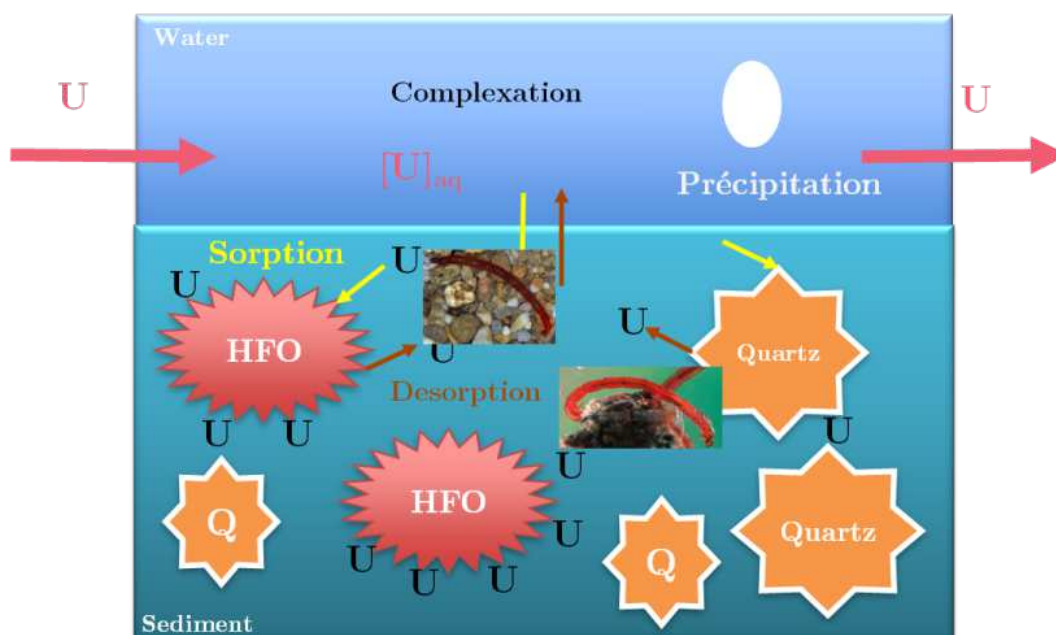 Water
U
U
Complexation
[U]aq
Précipitation
Sorption
U
U
HFO
U
U
Quartz
Desorption
U
U
U
U
HFO
Q
U
Q
Quartz
U
U
U
U
Sediment